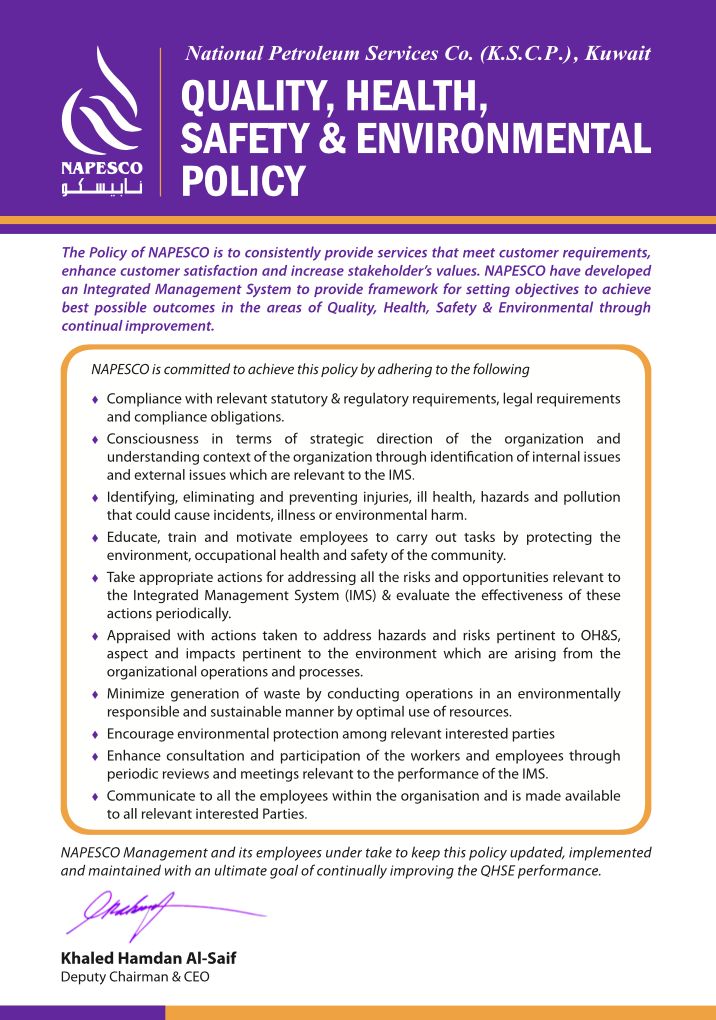 National Petroleum Services Co. (K.S.C.P.), Kuwait
QUALITY, HEALTH,
SAFETY & ENVIRONMENTAL
POLICY
NAPESCO
نابيسكو
The Policy of NAPESCO is to consistently provide services that meet customer requirements,
enhance customer satisfaction and increase stakeholder's values. NAPESCO have developed
an Integrated Management System to provide framework for setting objectives to achieve
best possible outcomes in the areas of Quality, Health, Safety & Environmental through
continual improvement.
NAPESCO is committed to achieve this policy by adhering to the following
♦ Compliance with relevant statutory & regulatory requirements, legal requirements
and compliance obligations.
♦ Consciousness in terms of strategic direction of the organization and
understanding context of the organization through identification of internal issues
and external issues which are relevant to the IMS.
♦ Identifying, eliminating and preventing injuries, ill health, hazards and pollution
that could cause incidents, illness or environmental harm.
♦ Educate, train and motivate employees to carry out tasks by protecting the
environment, occupational health and safety of the community.
♦ Take appropriate actions for addressing all the risks and opportunities relevant to
the Integrated Management System (IMS) & evaluate the effectiveness of these
actions periodically.
♦ Appraised with actions taken to address hazards and risks pertinent to OH&S,
aspect and impacts pertinent to the environment which are arising from the
organizational operations and processes.
♦ Minimize generation of waste by conducting operations in an environmentally
responsible and sustainable manner by optimal use of resources.
♦ Encourage environmental protection among relevant interested parties
♦ Enhance consultation and participation of the workers and employees through
periodic reviews and meetings relevant to the performance of the IMS.
♦ Communicate to all the employees within the organisation and is made available
to all relevant interested Parties.
NAPESCO Management and its employees under take to keep this policy updated, implemented
and maintained with an ultimate goal of continually improving the QHSE performance.
Khaled Hamdan Al-Saif
Deputy Chairman & CEO